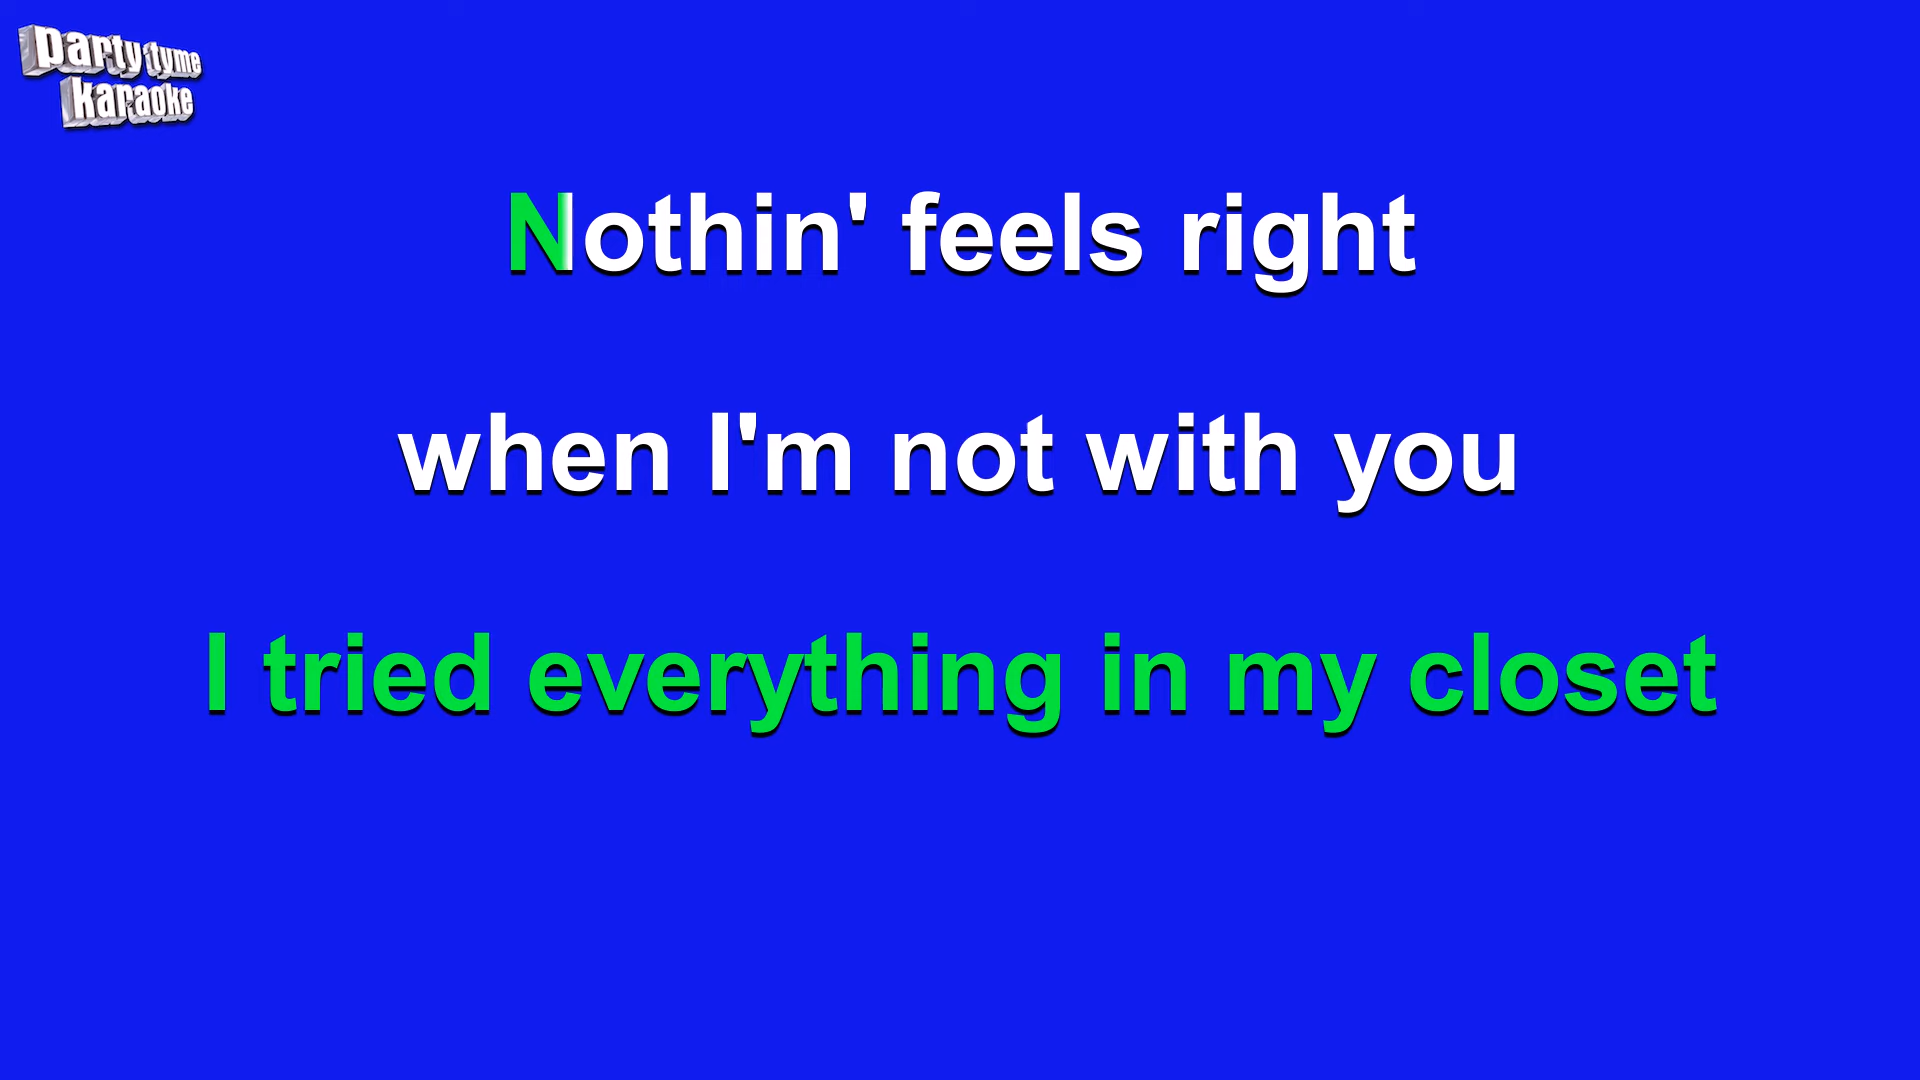 party tyme
karaoke
Nothin' feels right
when I'm not with you
I tried everything in my closet